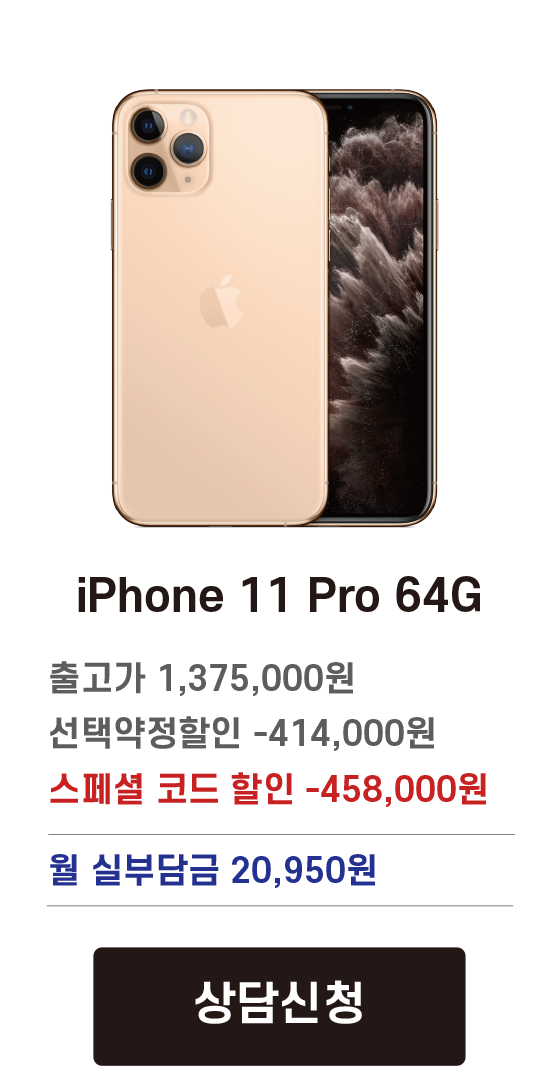 iPhone 11 Pro 64G
출고가 1,375,000원
선택약정할인 -414,000원
스페셜 코드 할인 -458,000원
월 실부담금 20,950원
상담신청